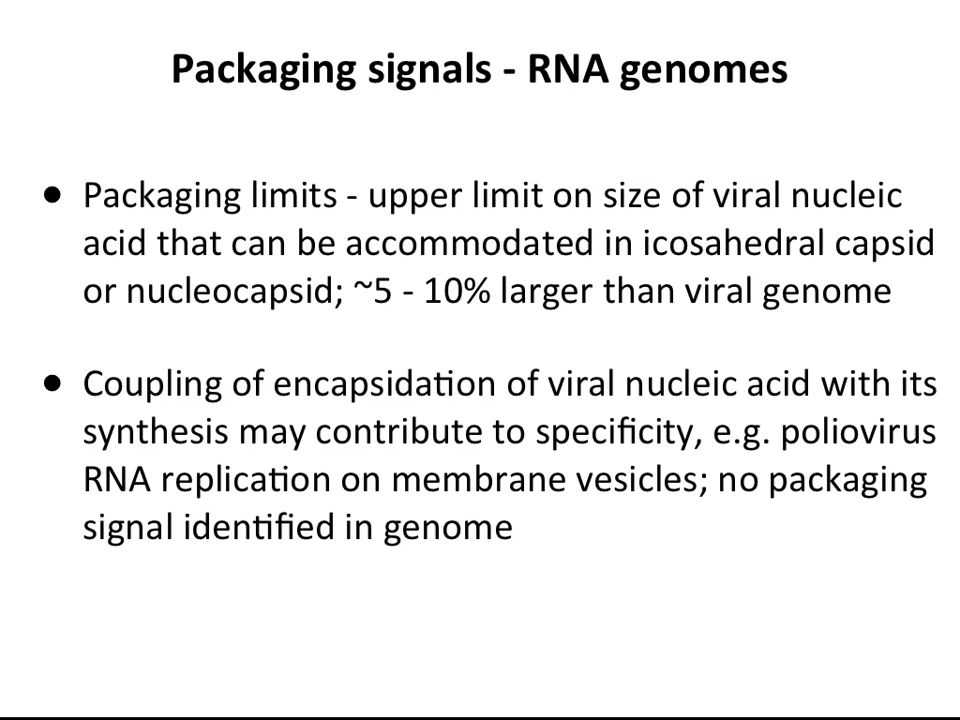 Packaging signals - RNA genomes
● Packaging limits - upper limit on size of viral nucleic
acid that can be accommodated in icosahedral capsid
or nucleocapsid; ~5 - 10% larger than viral genome
● Coupling of encapsidation of viral nucleic acid with its
synthesis may contribute to specificity, e.g. poliovirus
RNA replication on membrane vesicles; no packaging
signal identified in genome